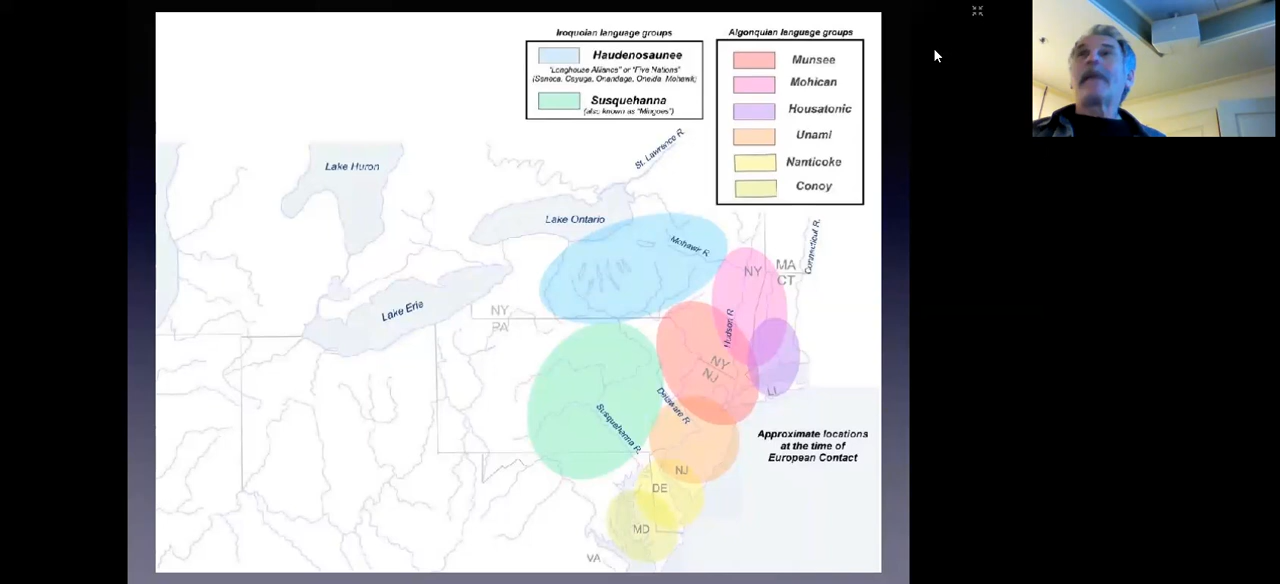 Iroquoian language groups
Haudenosaunee
"Longhouse Alliance" or "Five Nations"
(Seneca, Cayuga, Onandaga, Oneida, Mohawk)
Susquehanna
(also known as "Mingoes")
Algonquian language groups
Munsee
Mohican
Housatonic
Unami
Nanticoke
Conoy
St. Lawrence R.
Lake Huron
Lake Ontario
Mohawk R.
Connecticut R.
NY
MA
CT
Lake Erie
NY
PA
Hudson R
NY
NJ
LI
Delaware R.
Susquehanna R.
Approximate locations
at the time of
European Contact
NJ
DE
MD
VA